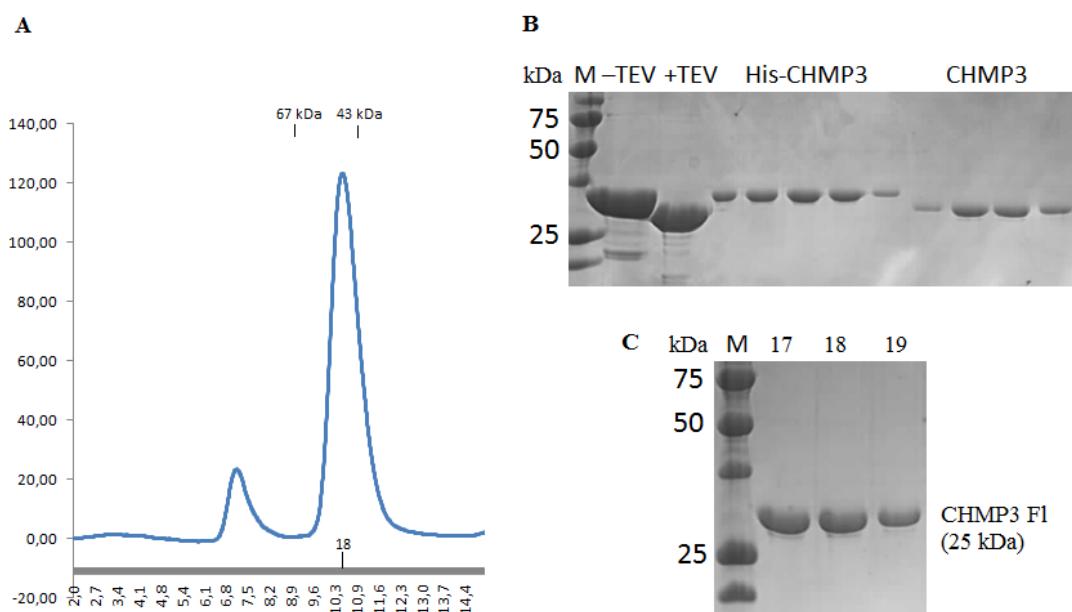 A
67 kDa 43 kDa
140,00
120,00
100,00
80,00
60,00
40,00
20,00
0,00
-20,00
18
2,0 2,7 3,4 4,1 4,8 5,4 6,1 6,8 7,5 8,2 8,9 9,6 10,3 10,9 11,6 12,3 13,0 13,7 14,4
B
kDa M –TEV +TEV His-CHMP3 CHMP3
75
50
25
C kDa M 17 18 19
75
50
25
CHMP3 Fl
(25 kDa)